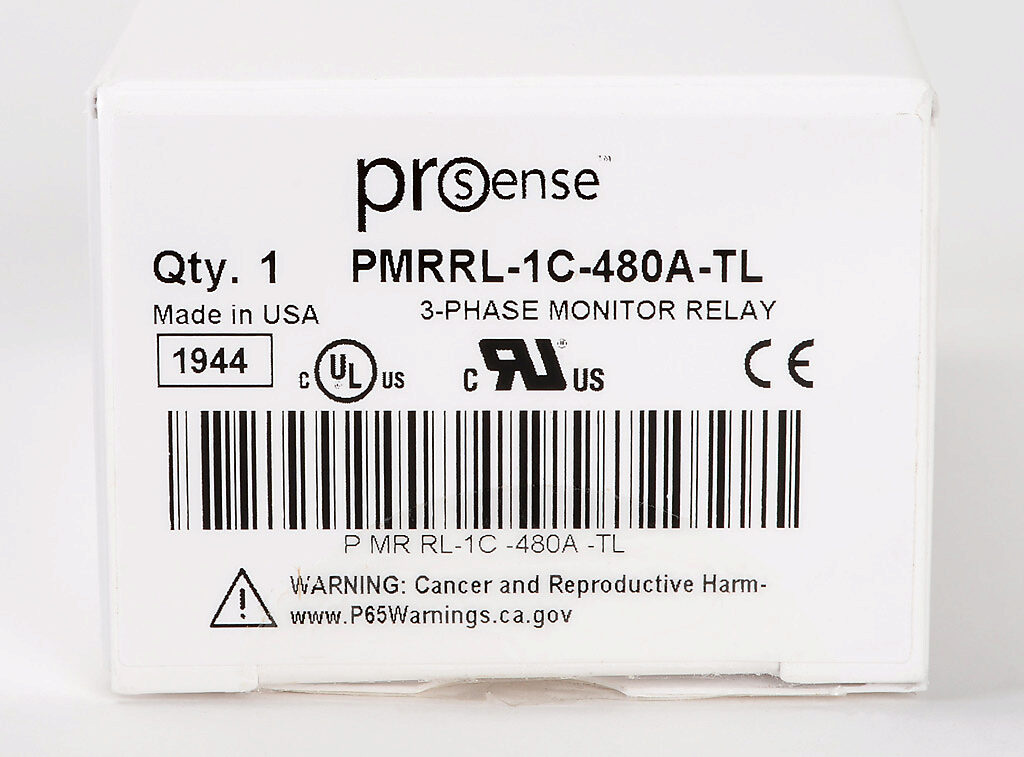 prosense™
Qty. 1 PMRRL-1C-480A-TL
Made in USA 3-PHASE MONITOR RELAY
1944 C UL US C RU US CE
P MR RL-1C -480A -TL
WARNING: Cancer and Reproductive Harm-
www.P65Warnings.ca.gov